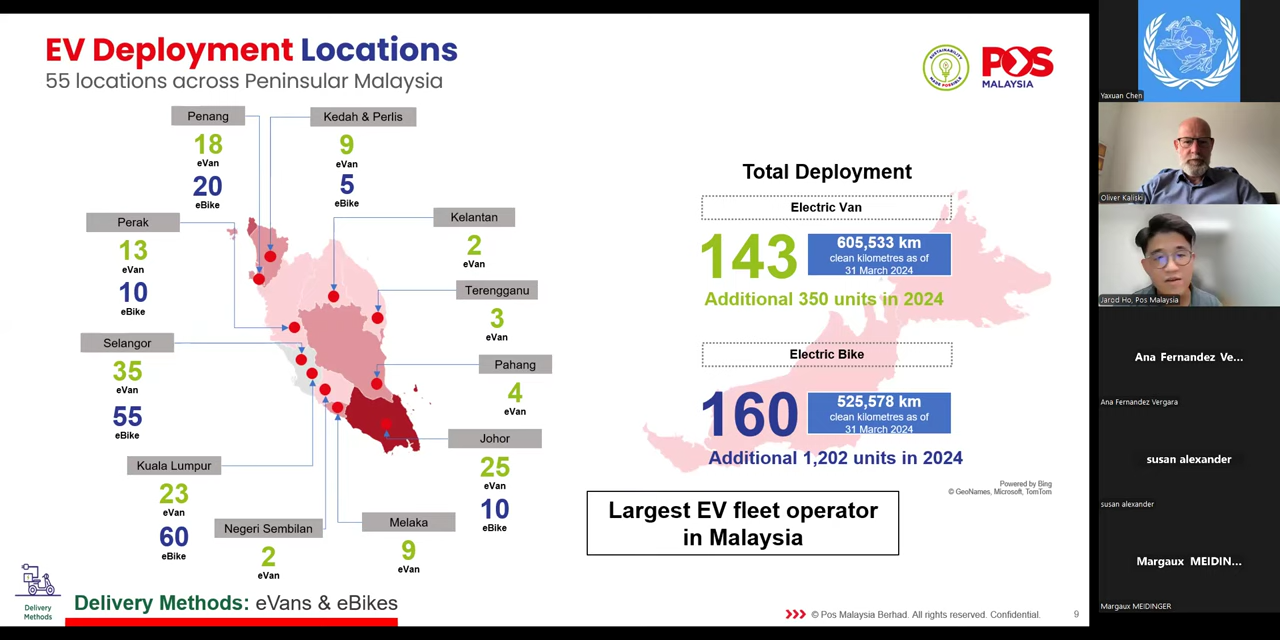 EV Deployment Locations
55 locations across Peninsular Malaysia
SUSTAINABILITY
MADE POSSIBLE
POS
MALAYSIA
Penang
18
eVan
20
eBike
Kedah & Perlis
9
eVan
5
eBike
Perak
13
eVan
10
eBike
Kelantan
2
eVan
Terengganu
3
eVan
Selangor
35
eVan
55
eBike
Pahang
4
eVan
Johor
25
eVan
10
eBike
Kuala Lumpur
23
eVan
60
eBike
Negeri Sembilan
2
eVan
Melaka
9
eVan
Total Deployment
Electric Van
143
605,533 km
clean kilometres as of
31 March 2024
Additional 350 units in 2024
Electric Bike
160
525,578 km
clean kilometres as of
31 March 2024
Additional 1,202 units in 2024
Powered by Bing
© GeoNames, Microsoft, TomTom
Largest EV fleet operator
in Malaysia
Delivery
Methods
Delivery Methods: eVans & eBikes
© Pos Malaysia Berhad. All rights reserved. Confidential.
9
Yaxuan Chen
Oliver Kaliski
Jarod Ho, Pos Malaysia
Ana Fernandez Ve...
Ana Fernandez Vergara
susan alexander
susan alexander
Margaux MEIDIN...
Margaux MEIDINGER